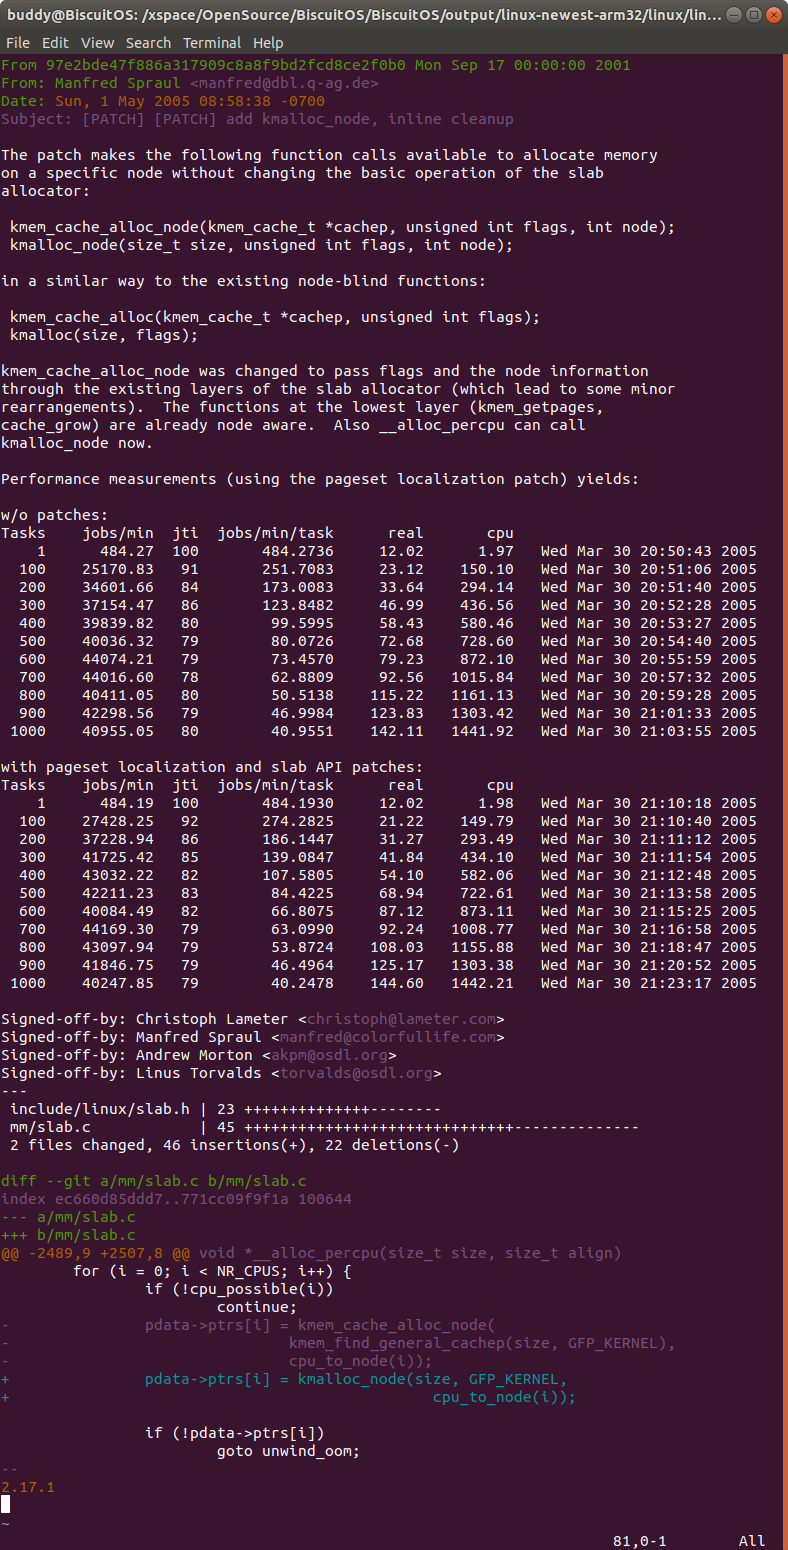 buddy@BiscuitOS: /xspace/OpenSource/BiscuitOS/BiscuitOS/output/linux-newest-arm32/linux/lin...
File Edit View Search Terminal Help
From 97e2bde47f886a317909c8a8f9bd2fcd8ce2f0b0 Mon Sep 17 00:00:00 2001
From: Manfred Spraul <manfred@dbl.q-ag.de>
Date: Sun, 1 May 2005 08:58:38 -0700
Subject: [PATCH] [PATCH] add kmalloc_node, inline cleanup

The patch makes the following function calls available to allocate memory
on a specific node without changing the basic operation of the slab
allocator:

 kmem_cache_alloc_node(kmem_cache_t *cachep, unsigned int flags, int node);
 kmalloc_node(size_t size, unsigned int flags, int node);

in a similar way to the existing node-blind functions:

 kmem_cache_alloc(kmem_cache_t *cachep, unsigned int flags);
 kmalloc(size, flags);

kmem_cache_alloc_node was changed to pass flags and the node information
through the existing layers of the slab allocator (which lead to some minor
rearrangements).  The functions at the lowest layer (kmem_getpages,
cache_grow) are already node aware.  Also __alloc_percpu can call
kmalloc_node now.

Performance measurements (using the pageset localization patch) yields:

w/o patches:
Tasks    jobs/min  jti  jobs/min/task      real       cpu
    1      484.27  100       484.2736     12.02      1.97   Wed Mar 30 20:50:43 2005
  100    25170.83   91       251.7083     23.12    150.10   Wed Mar 30 20:51:06 2005
  200    34601.66   84       173.0083     33.64    294.14   Wed Mar 30 20:51:40 2005
  300    37154.47   86       123.8482     46.99    436.56   Wed Mar 30 20:52:28 2005
  400    39839.82   80        99.5995     58.43    580.46   Wed Mar 30 20:53:27 2005
  500    40036.32   79        80.0726     72.68    728.60   Wed Mar 30 20:54:40 2005
  600    44074.21   79        73.4570     79.23    872.10   Wed Mar 30 20:55:59 2005
  700    44016.60   78        62.8809     92.56   1015.84   Wed Mar 30 20:57:32 2005
  800    40411.05   80        50.5138    115.22   1161.13   Wed Mar 30 20:59:28 2005
  900    42298.56   79        46.9984    123.83   1303.42   Wed Mar 30 21:01:33 2005
 1000    40955.05   80        40.9551    142.11   1441.92   Wed Mar 30 21:03:55 2005

with pageset localization and slab API patches:
Tasks    jobs/min  jti  jobs/min/task      real       cpu
    1      484.19  100       484.1930     12.02      1.98   Wed Mar 30 21:10:18 2005
  100    27428.25   92       274.2825     21.22    149.79   Wed Mar 30 21:10:40 2005
  200    37228.94   86       186.1447     31.27    293.49   Wed Mar 30 21:11:12 2005
  300    41725.42   85       139.0847     41.84    434.10   Wed Mar 30 21:11:54 2005
  400    43032.22   82       107.5805     54.10    582.06   Wed Mar 30 21:12:48 2005
  500    42211.23   83        84.4225     68.94    722.61   Wed Mar 30 21:13:58 2005
  600    40084.49   82        66.8075     87.12    873.11   Wed Mar 30 21:15:25 2005
  700    44169.30   79        63.0990     92.24   1008.77   Wed Mar 30 21:16:58 2005
  800    43097.94   79        53.8724    108.03   1155.88   Wed Mar 30 21:18:47 2005
  900    41846.75   79        46.4964    125.17   1303.38   Wed Mar 30 21:20:52 2005
 1000    40247.85   79        40.2478    144.60   1442.21   Wed Mar 30 21:23:17 2005

Signed-off-by: Christoph Lameter <christoph@lameter.com>
Signed-off-by: Manfred Spraul <manfred@colorfullife.com>
Signed-off-by: Andrew Morton <akpm@osdl.org>
Signed-off-by: Linus Torvalds <torvalds@osdl.org>
---
 include/linux/slab.h | 23 ++++++++++++++--------
 mm/slab.c            | 45 ++++++++++++++++++++++++++++++--------------
 2 files changed, 46 insertions(+), 22 deletions(-)

diff --git a/mm/slab.c b/mm/slab.c
index ec660d85ddd7..771cc09f9f1a 100644
--- a/mm/slab.c
+++ b/mm/slab.c
@@ -2489,9 +2507,8 @@ void *__alloc_percpu(size_t size, size_t align)
        for (i = 0; i < NR_CPUS; i++) {
                if (!cpu_possible(i))
                        continue;
-               pdata->ptrs[i] = kmem_cache_alloc_node(
-                               kmem_find_general_cachep(size, GFP_KERNEL),
-                               cpu_to_node(i));
+               pdata->ptrs[i] = kmalloc_node(size, GFP_KERNEL,
+                                               cpu_to_node(i));

                if (!pdata->ptrs[i])
                        goto unwind_oom;
--
2.17.1
~
81,0-1 All